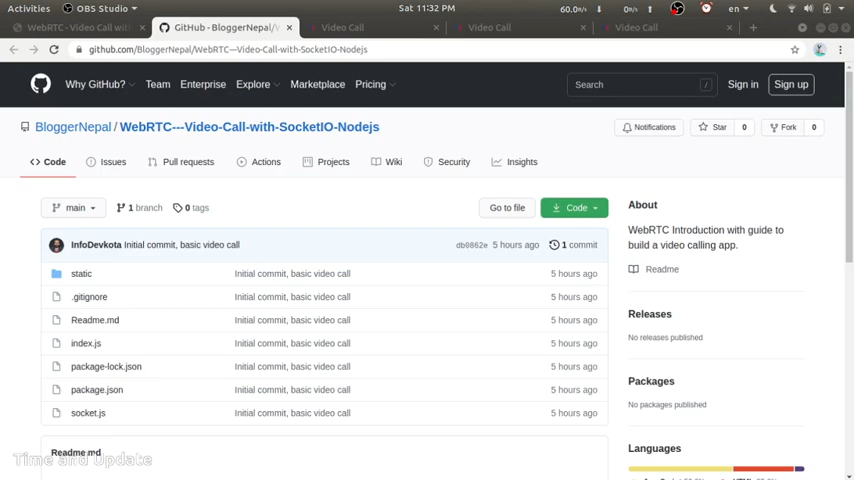 Activities OBS Studio Sat 11:32 PM 60.0% 0% en
WebRTC - Video Call with GitHub - BloggerNepal/ Video Call Video Call Video Call
github.com/BloggerNepal/WebRTC—Video-Call-with-SocketIO-Nodejs
Why GitHub? Team Enterprise Explore Marketplace Pricing Search / Sign in Sign up
BloggerNepal / WebRTC---Video-Call-with-SocketIO-Nodejs Notifications Star 0 Fork 0
Code Issues Pull requests Actions Projects Wiki Security Insights
main 1 branch 0 tags Go to file Code About
WebRTC Introduction with guide to build a video calling app.
InfoDevkota Initial commit, basic video call db0862e 5 hours ago 1 commit
static Initial commit, basic video call 5 hours ago Readme
.gitignore Initial commit, basic video call 5 hours ago
Readme.md Initial commit, basic video call 5 hours ago Releases
index.js Initial commit, basic video call 5 hours ago No releases published
package-lock.json Initial commit, basic video call 5 hours ago
package.json Initial commit, basic video call 5 hours ago Packages
socket.js Initial commit, basic video call 5 hours ago No packages published
Readme.md Languages
Time and Update